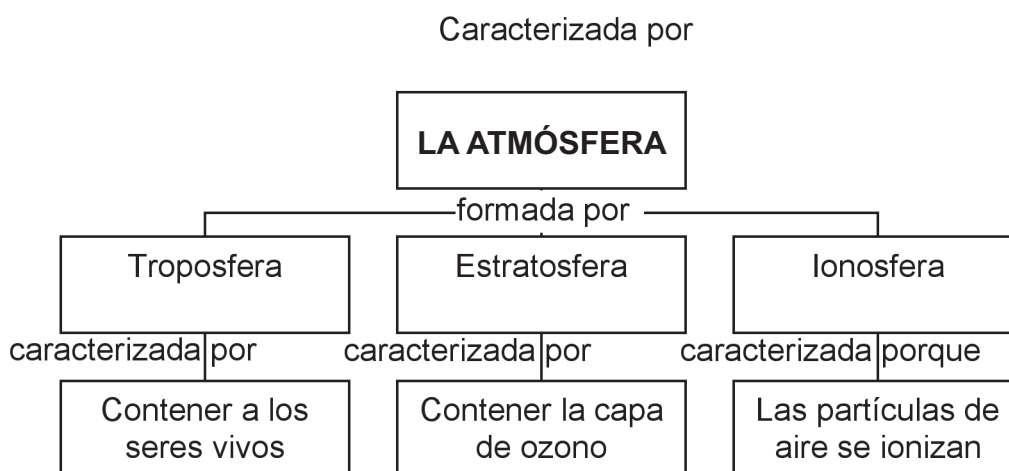 Caracterizada por
LA ATMÓSFERA
formada por
Troposfera
Estratosfera
Ionosfera
caracterizada por
caracterizada por
caracterizada porque
Contener a los
seres vivos
Contener la capa
de ozono
Las partículas de
aire se ionizan